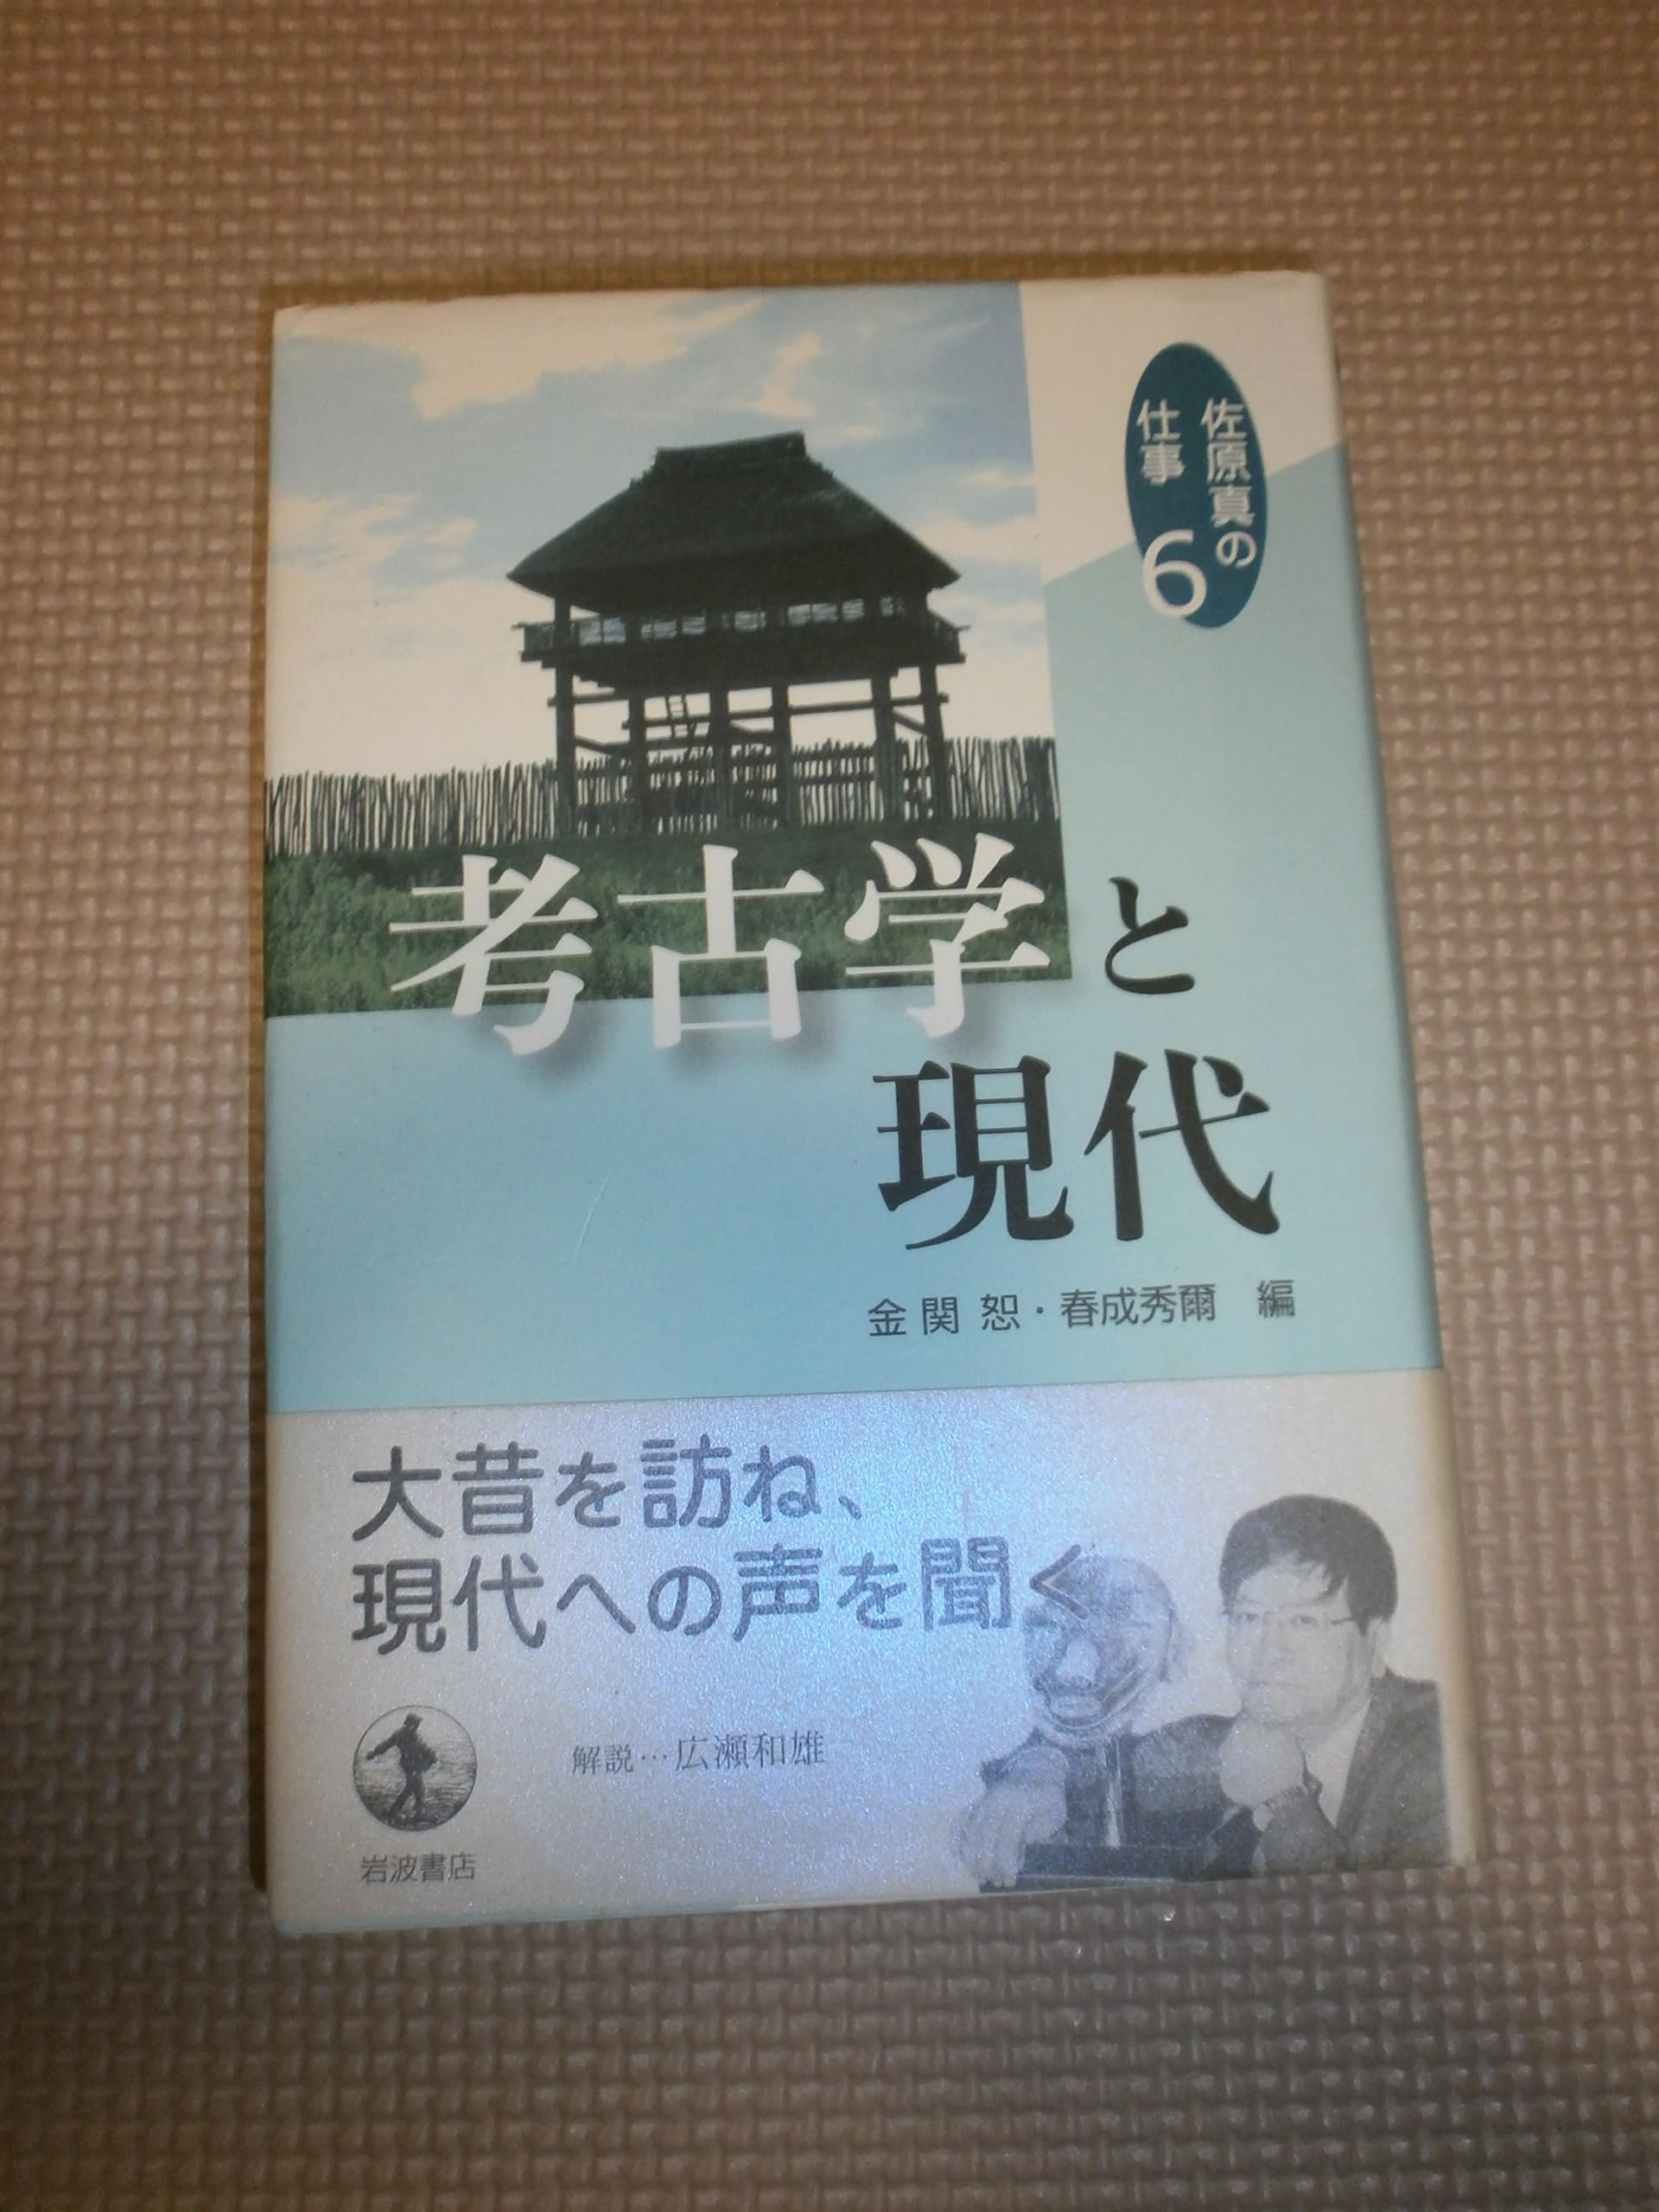 佐原真の
仕事 6
考古学と
現代
金関 恕・春成秀爾 編
大昔を訪ね、
現代への声を聞く
解説…広瀬和雄
岩波書店